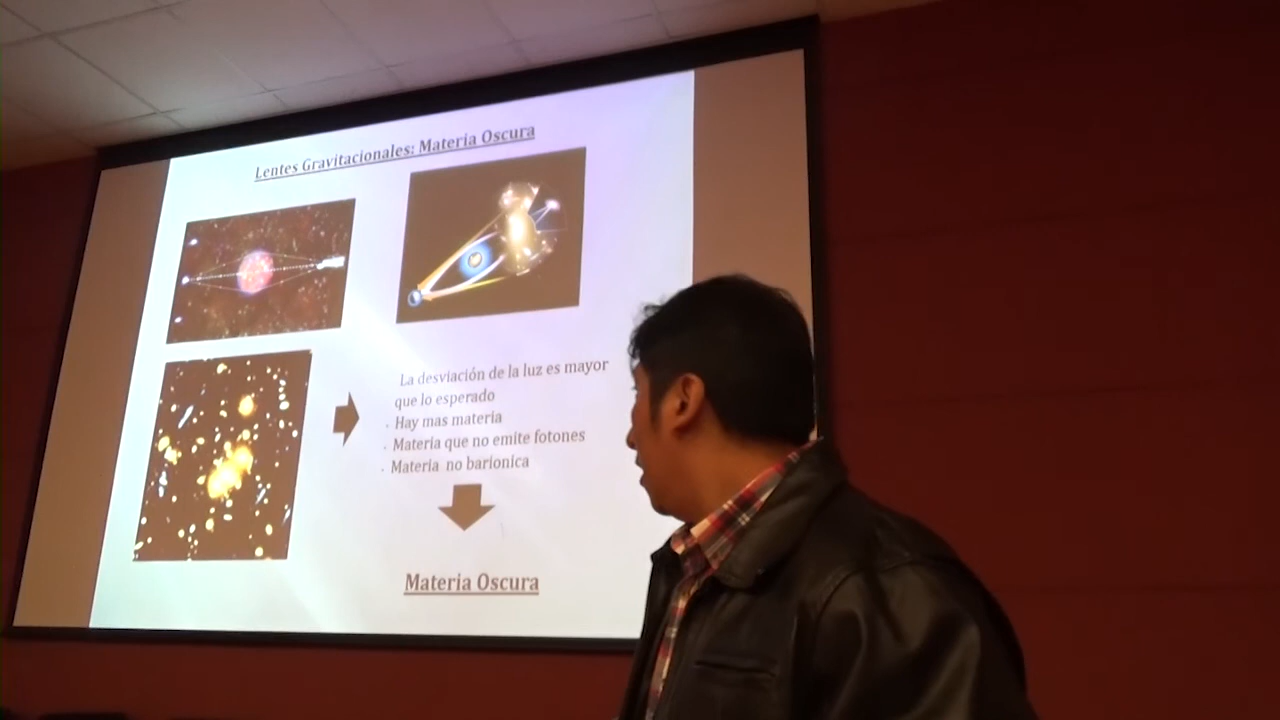 Lentes Gravitacionales: Materia Oscura
La desviación de la luz es mayor
que lo esperado
- Hay mas materia
- Materia que no emite fotones
- Materia no barionica
Materia Oscura